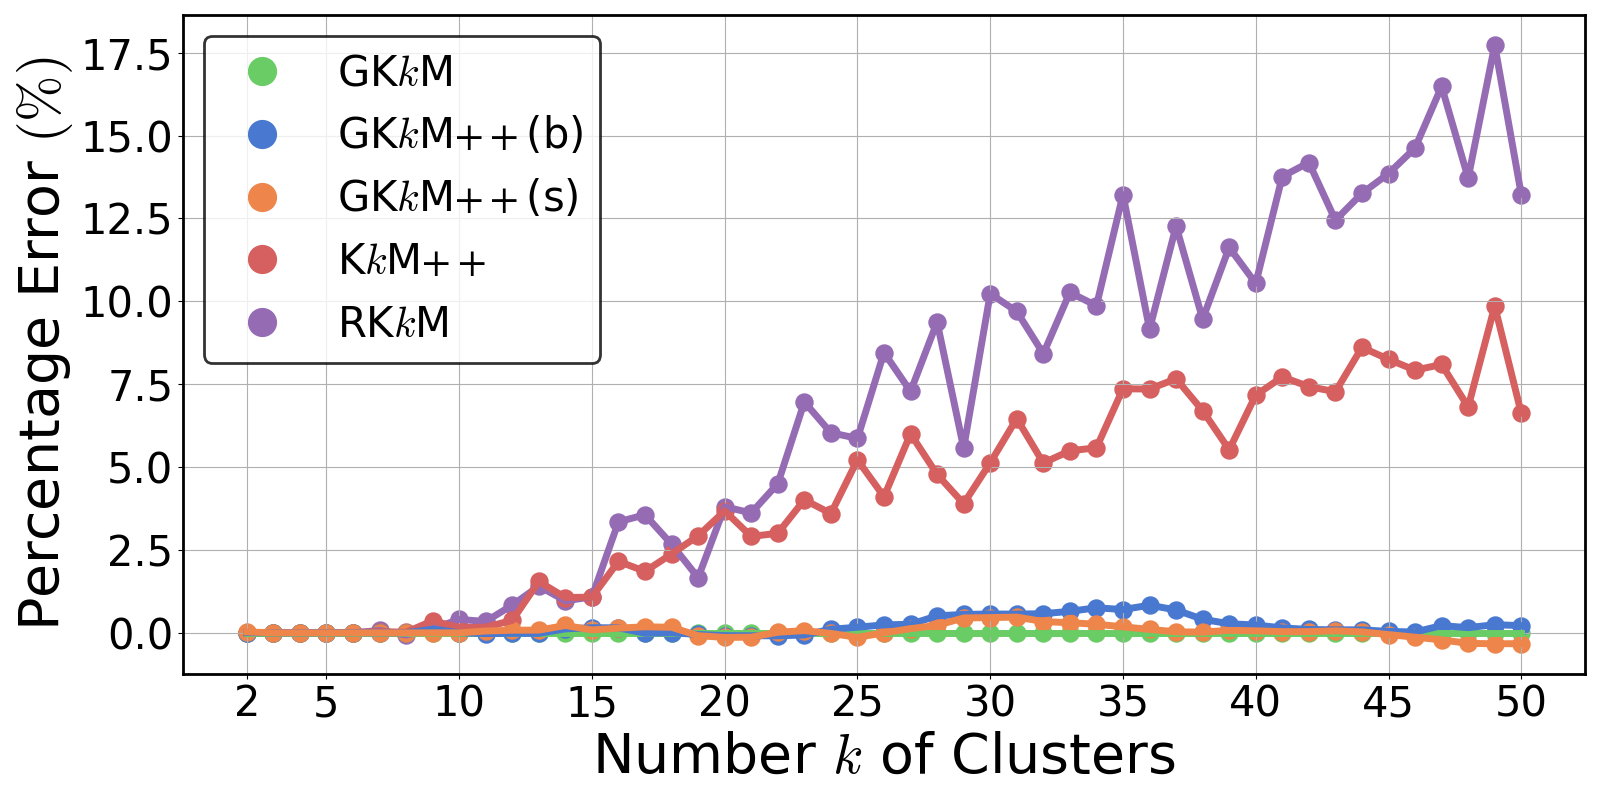 Percentage Error (%)
17.5
15.0
12.5
10.0
7.5
5.0
2.5
0.0
GKkM
GKkM++(b)
GKkM++(s)
KkM++
RKkM
2 5 10 15 20 25 30 35 40 45 50
Number k of Clusters